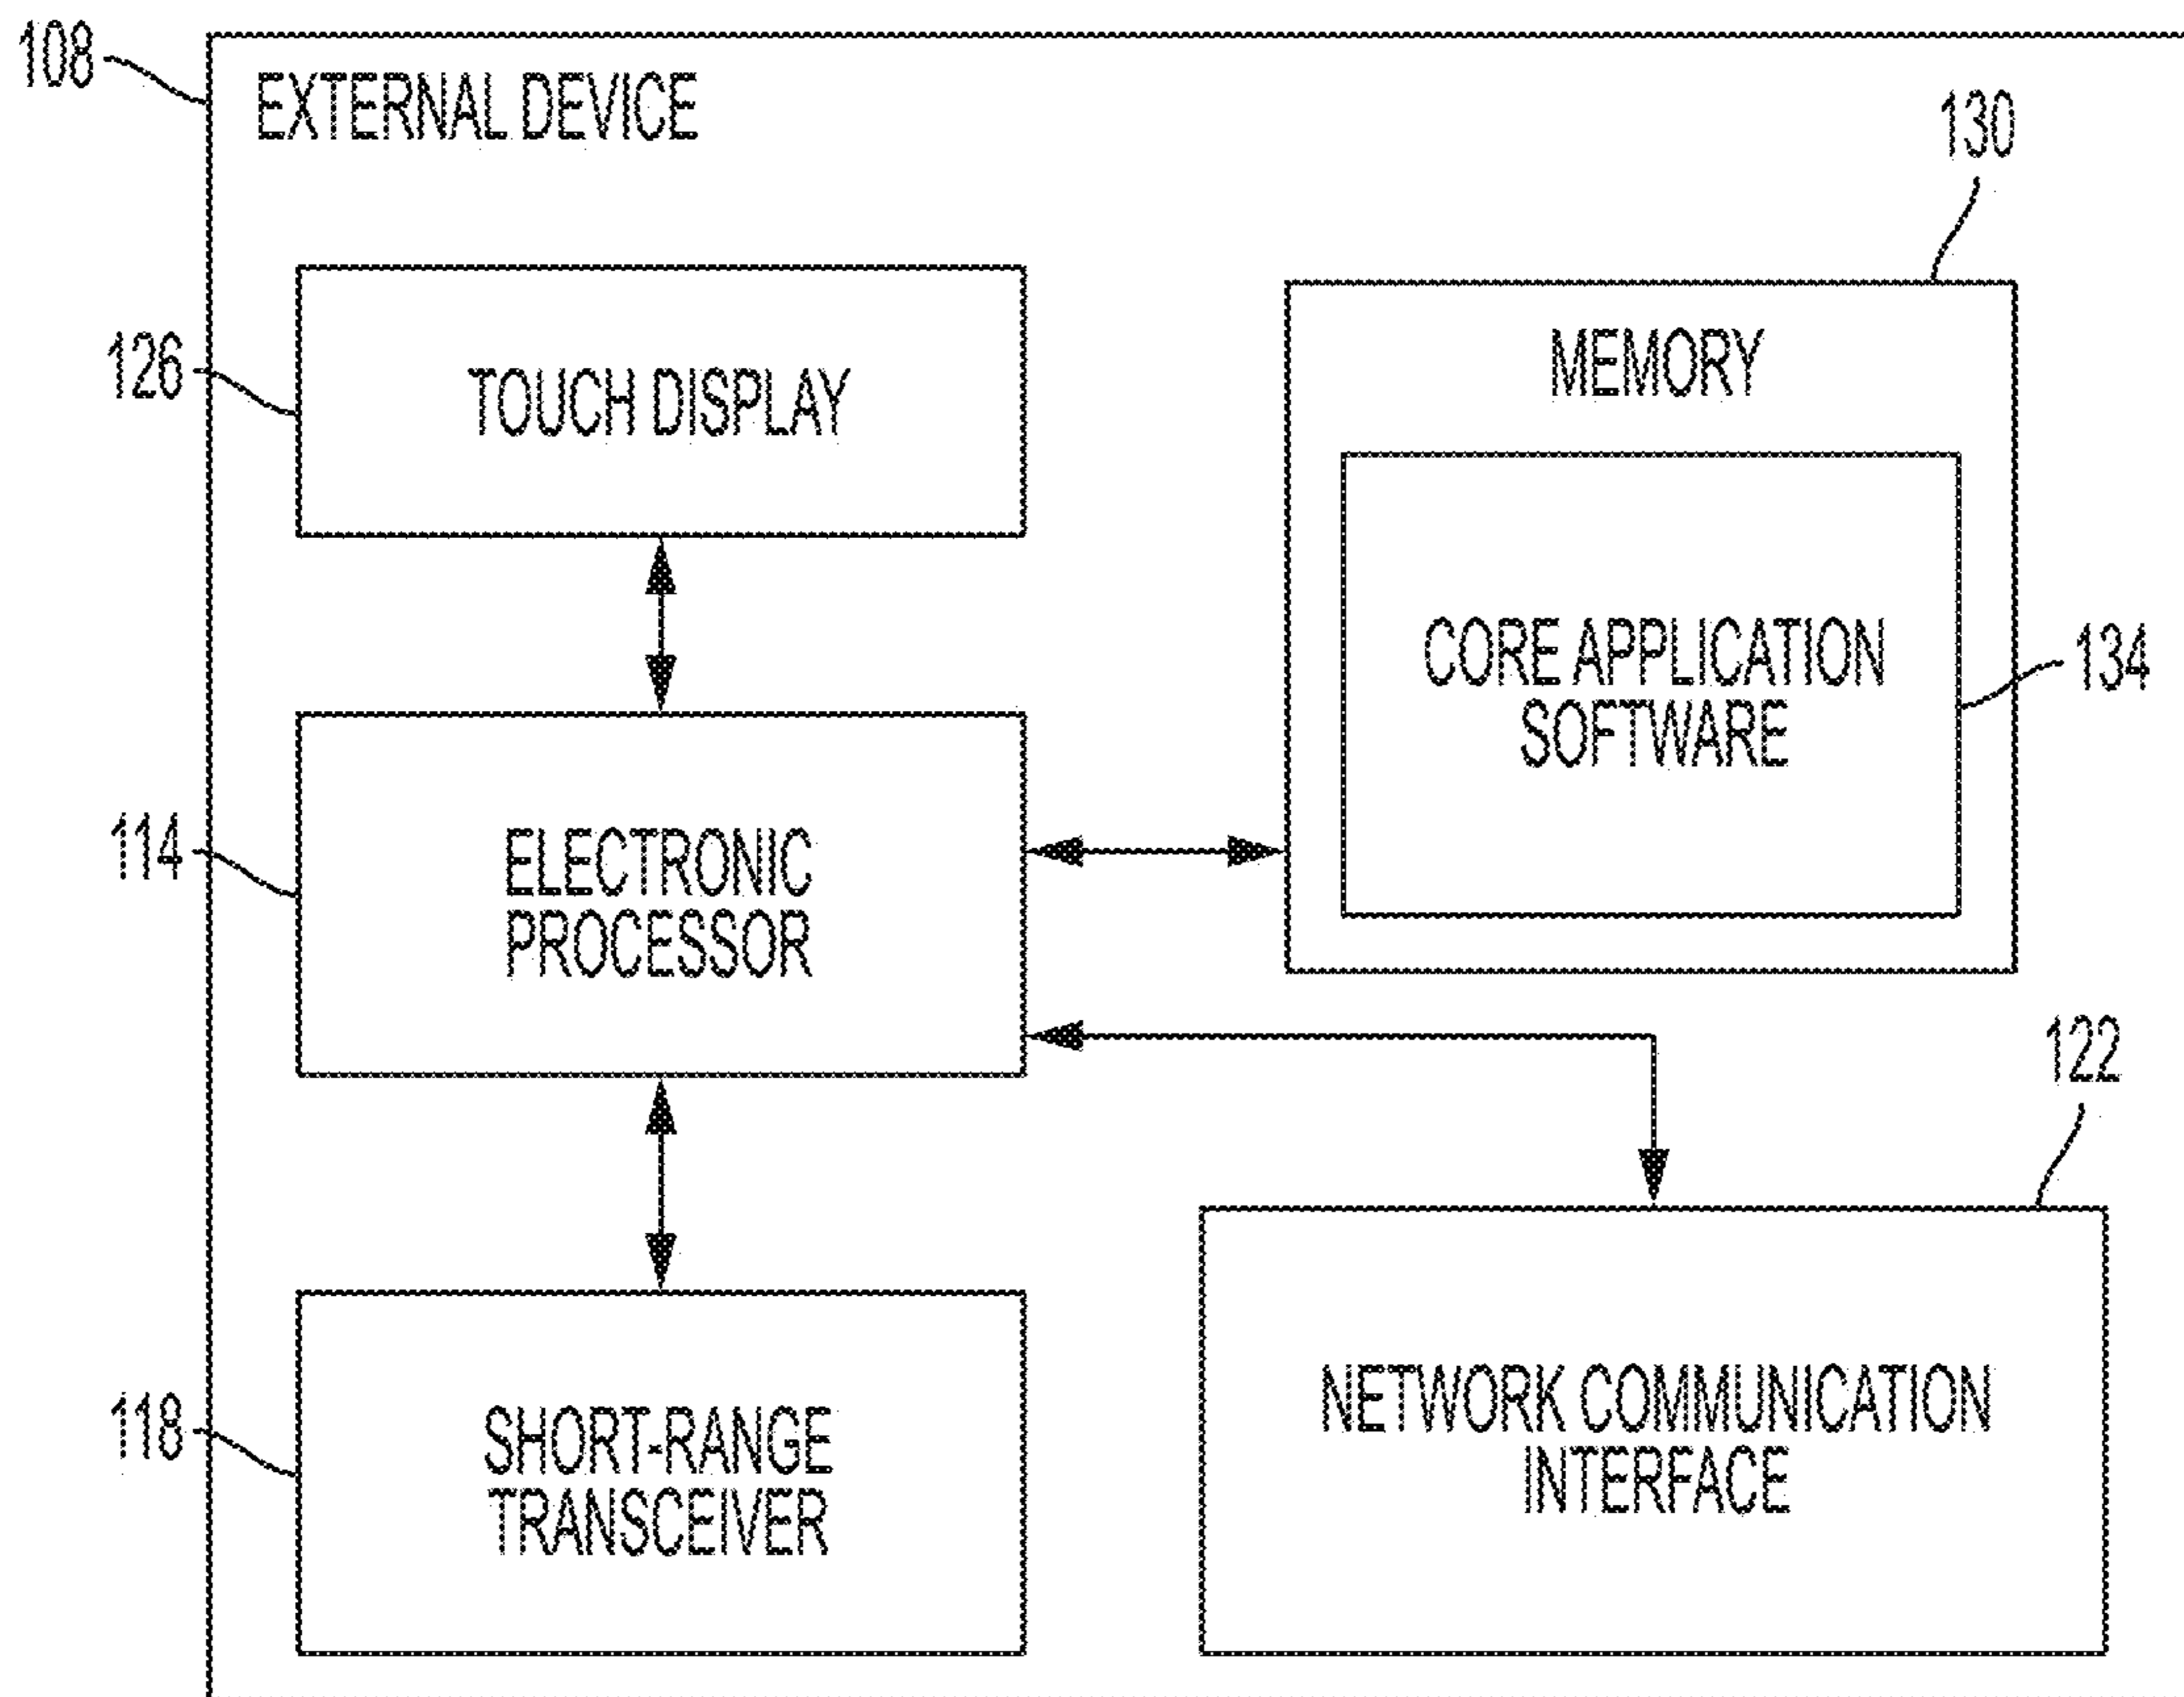 108
EXTERNAL DEVICE
130
126
TOUCH DISPLAY
MEMORY
CORE APPLICATION
SOFTWARE
134
114
ELECTRONIC
PROCESSOR
122
118
SHORT-RANGE
TRANSCEIVER
NETWORK COMMUNICATION
INTERFACE